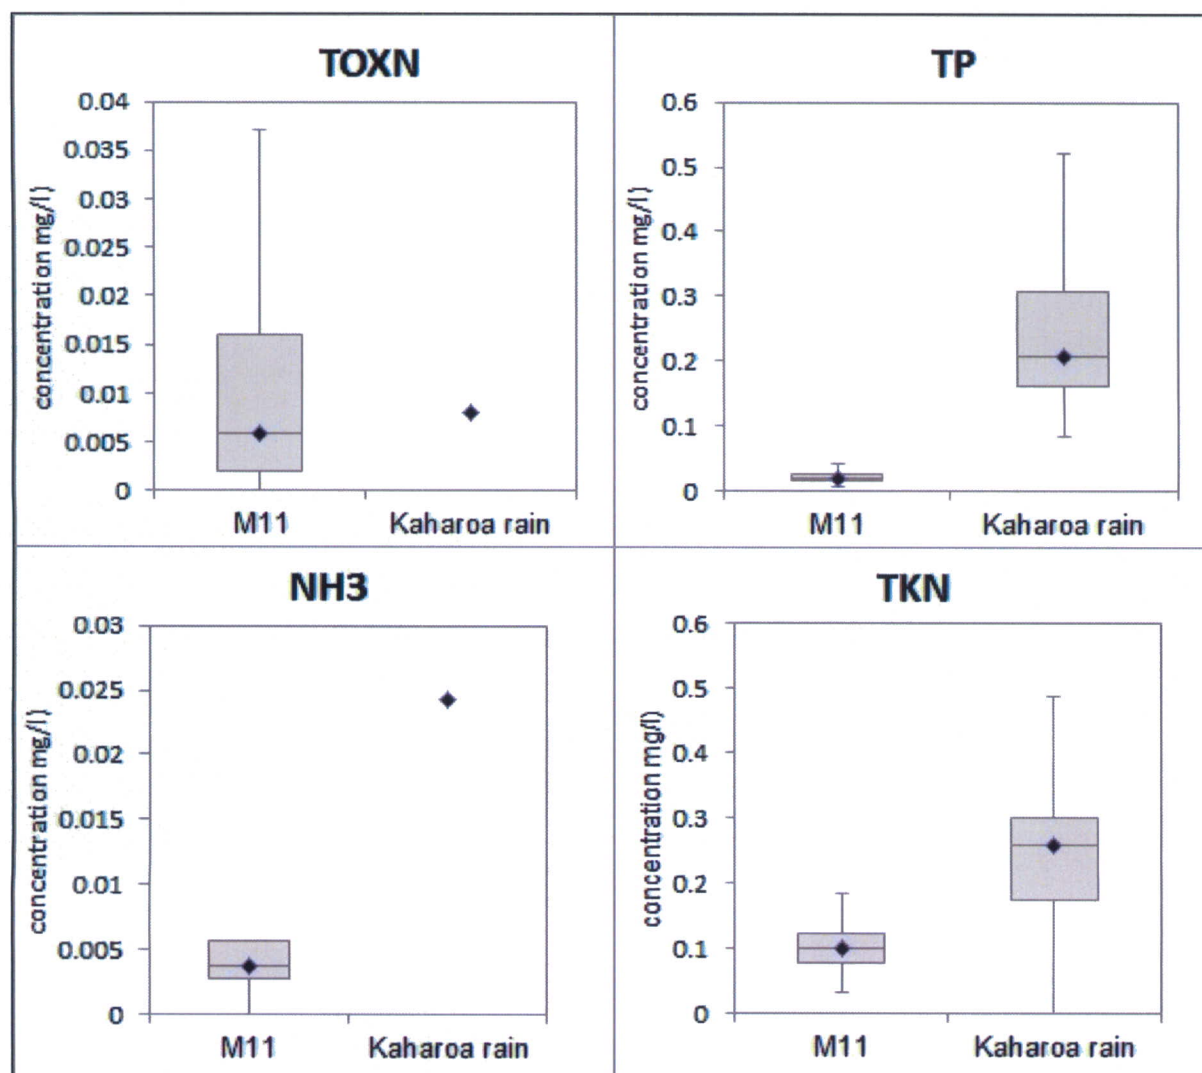 TOXN
concentration mg/l)
0.04
0.035
0.03
0.025
0.02
0.015
0.01
0.005
0
M11 Kaharoa rain
TP
concentration mg/l)
0.6
0.5
0.4
0.3
0.2
0.1
0
M11 Kaharoa rain
NH3
concentration mg/l)
0.03
0.025
0.02
0.015
0.01
0.005
0
M11 Kaharoa rain
TKN
concentration mg/l)
0.6
0.5
0.4
0.3
0.2
0.1
0
M11 Kaharoa rain